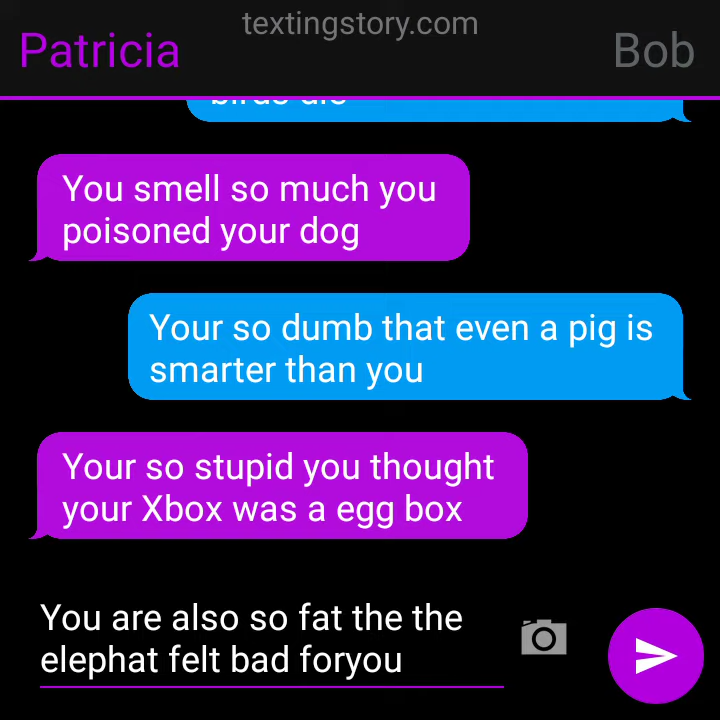 textingstory.com
Patricia
Bob
You smell so much you
poisoned your dog
Your so dumb that even a pig is
smarter than you
Your so stupid you thought
your Xbox was a egg box
You are also so fat the the
elephat felt bad foryou